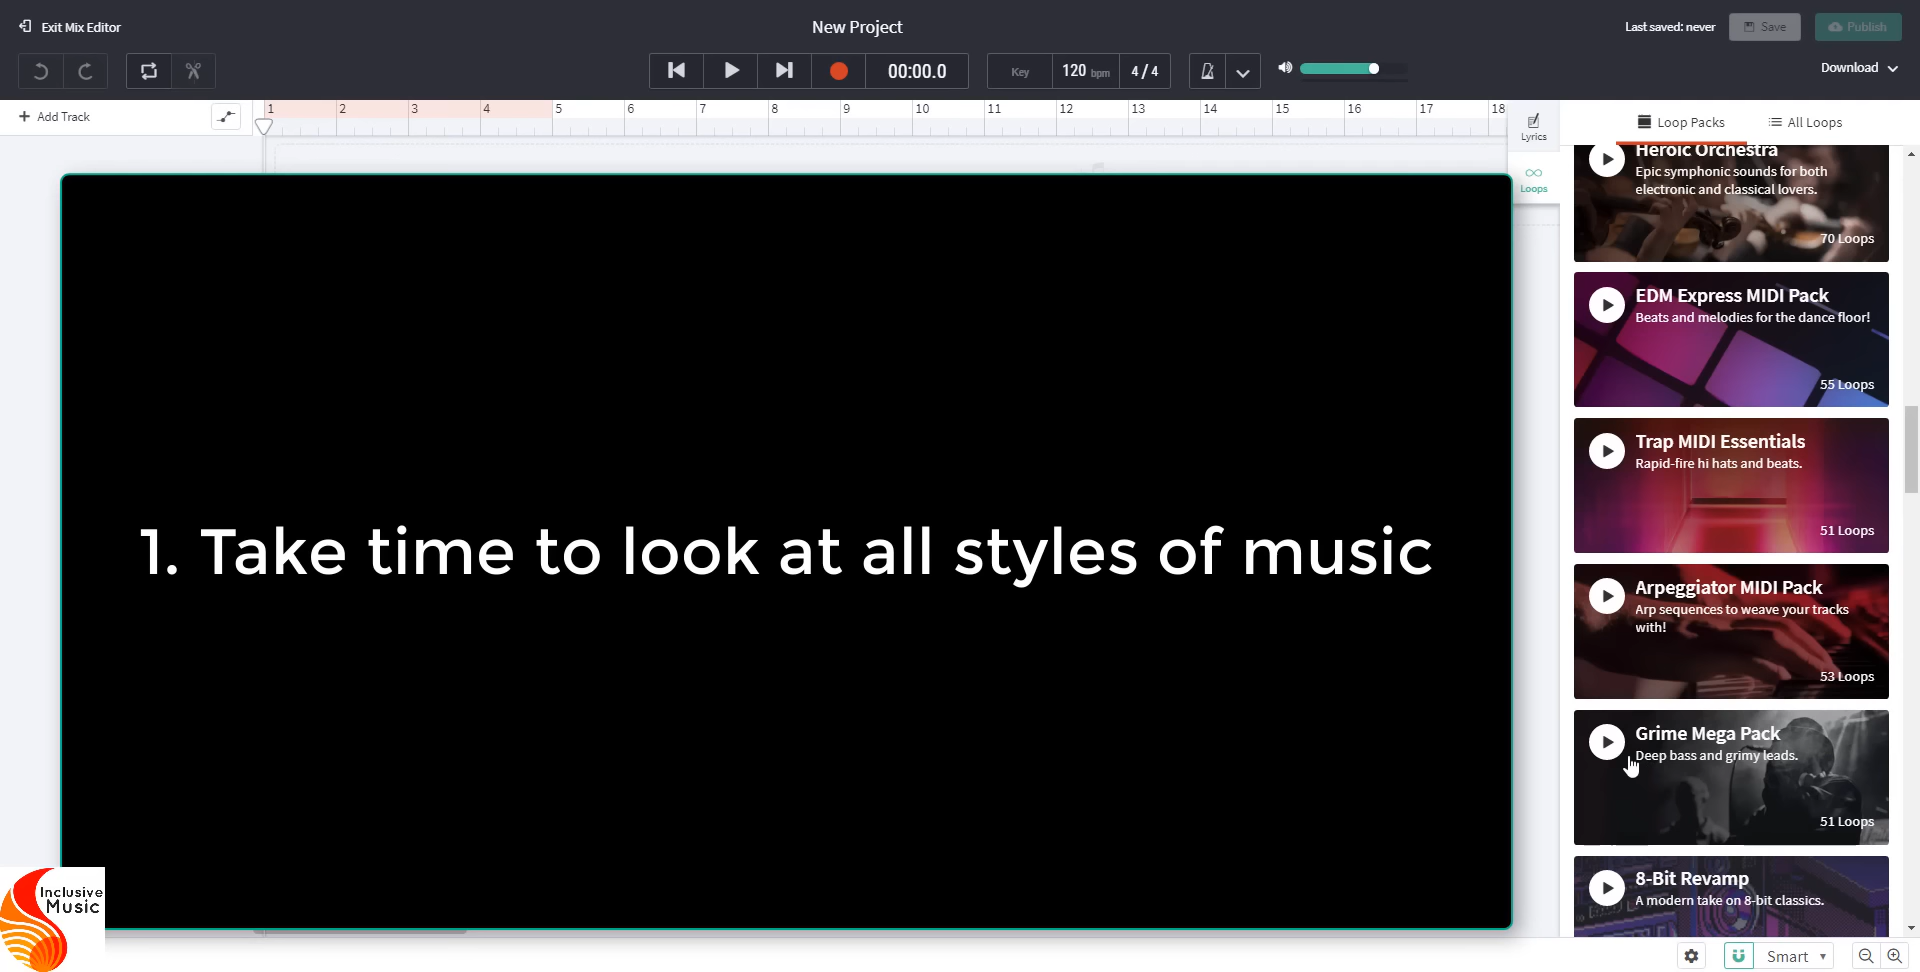 Exit Mix Editor
New Project
Last saved: never
Save
Publish
00:00.0
Key
120 bpm
4 / 4
Download
Add Track
1 2 3 4 5 6 7 8 9 10 11 12 13 14 15 16 17 18
Lyrics
Loops
Loop Packs
All Loops
Heroic Orchestra
Epic symphonic sounds for both
electronic and classical lovers.
70 Loops
EDM Express MIDI Pack
Beats and melodies for the dance floor!
55 Loops
Trap MIDI Essentials
Rapid-fire hi hats and beats.
51 Loops
Arpeggiator MIDI Pack
Arp sequences to weave your tracks
with!
53 Loops
Grime Mega Pack
Deep bass and grimy leads.
51 Loops
8-Bit Revamp
A modern take on 8-bit classics.
1. Take time to look at all styles of music
Inclusive
Music
Smart